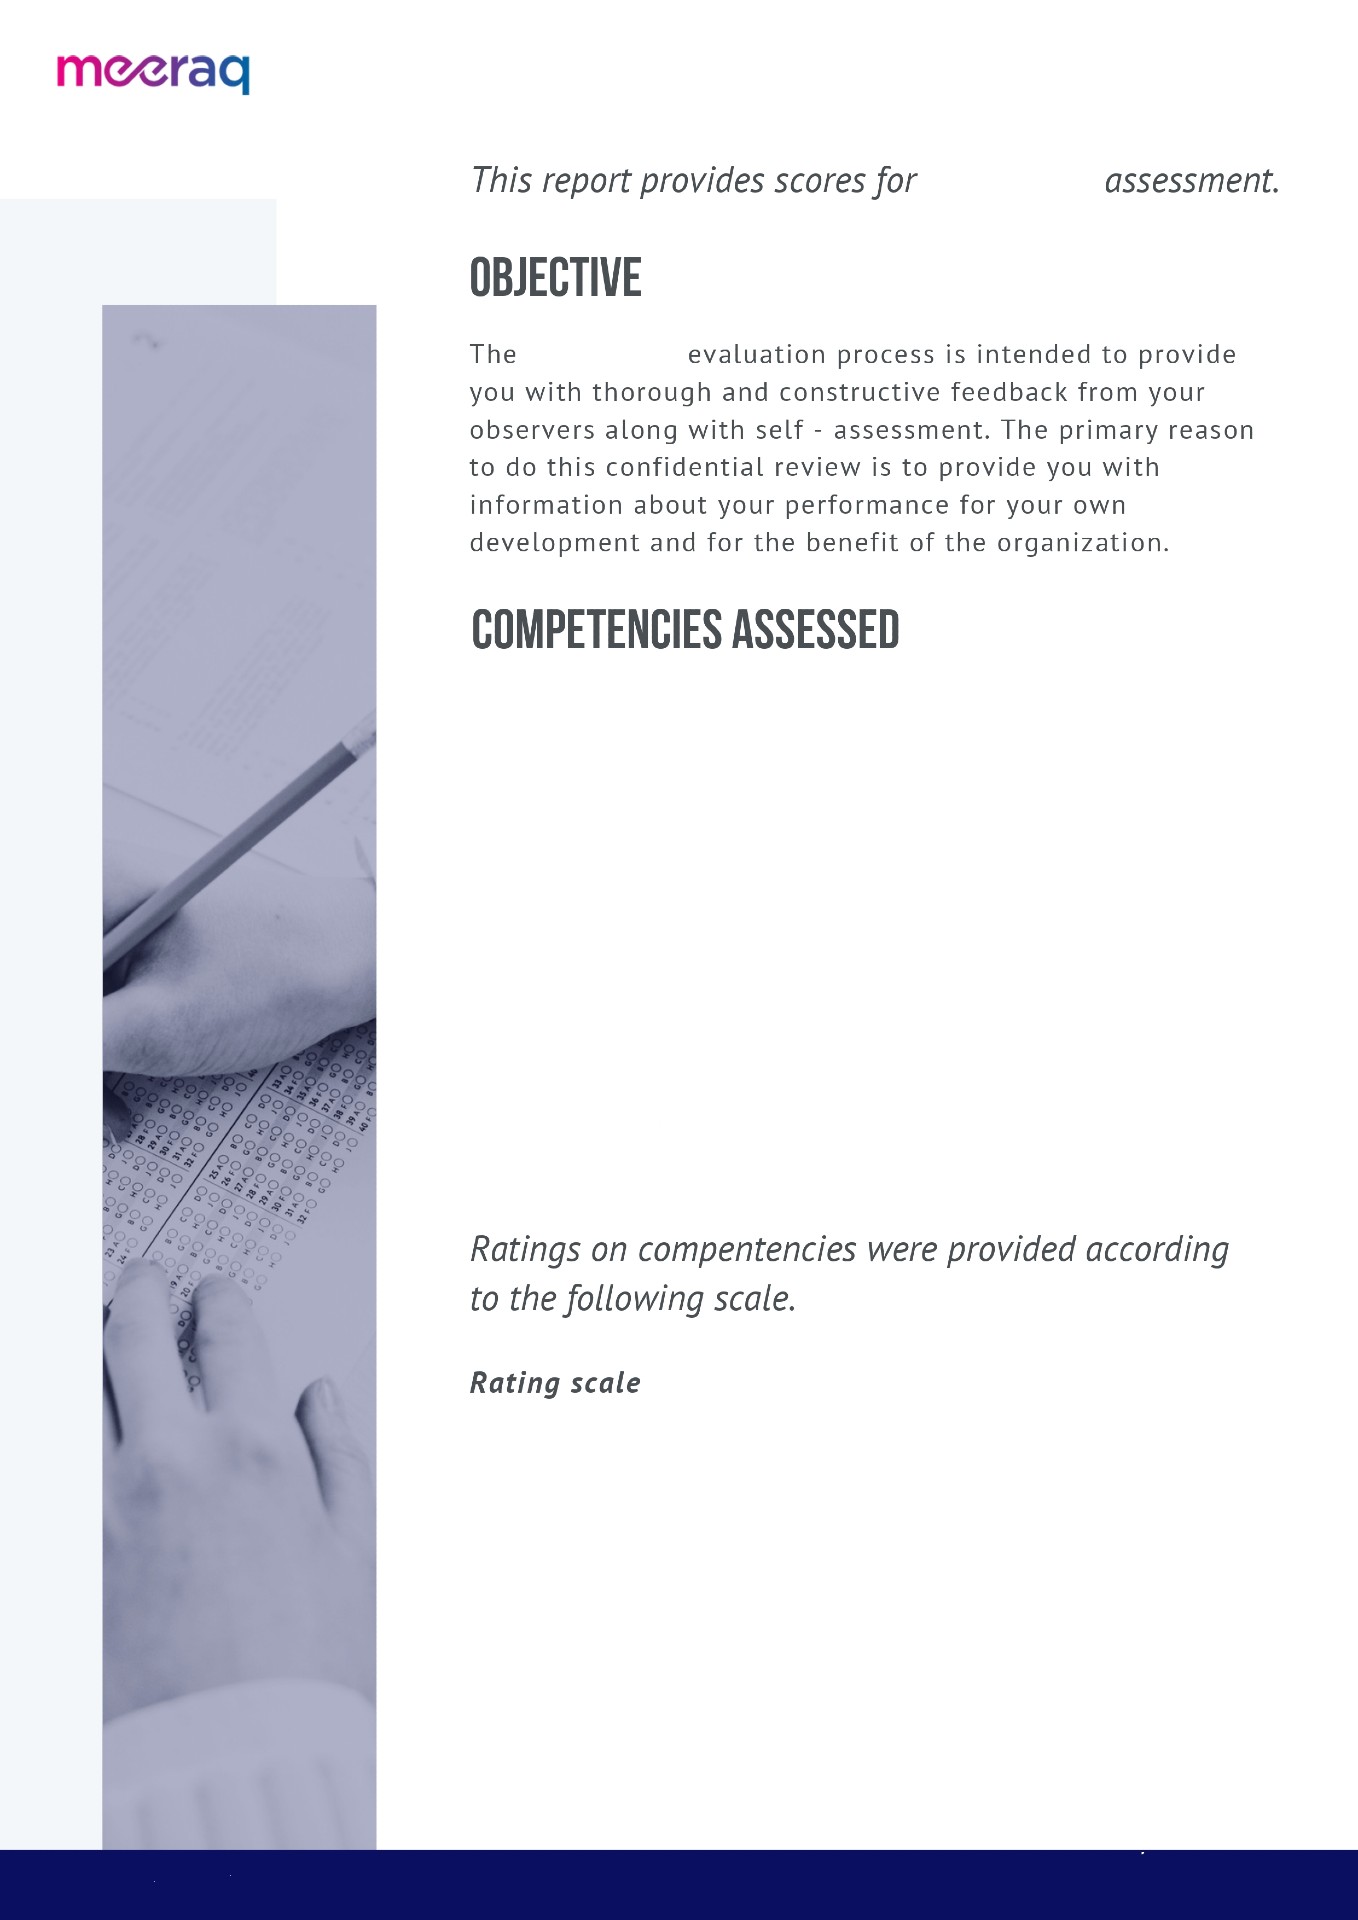 meeraq
This report provides scores for assessment.
OBJECTIVE
The evaluation process is intended to provide
you with thorough and constructive feedback from your
observers along with self - assessment. The primary reason
to do this confidential review is to provide you with
information about your performance for your own
development and for the benefit of the organization.
COMPETENCIES ASSESSED
Ratings on compentencies were provided according
to the following scale.
Rating scale